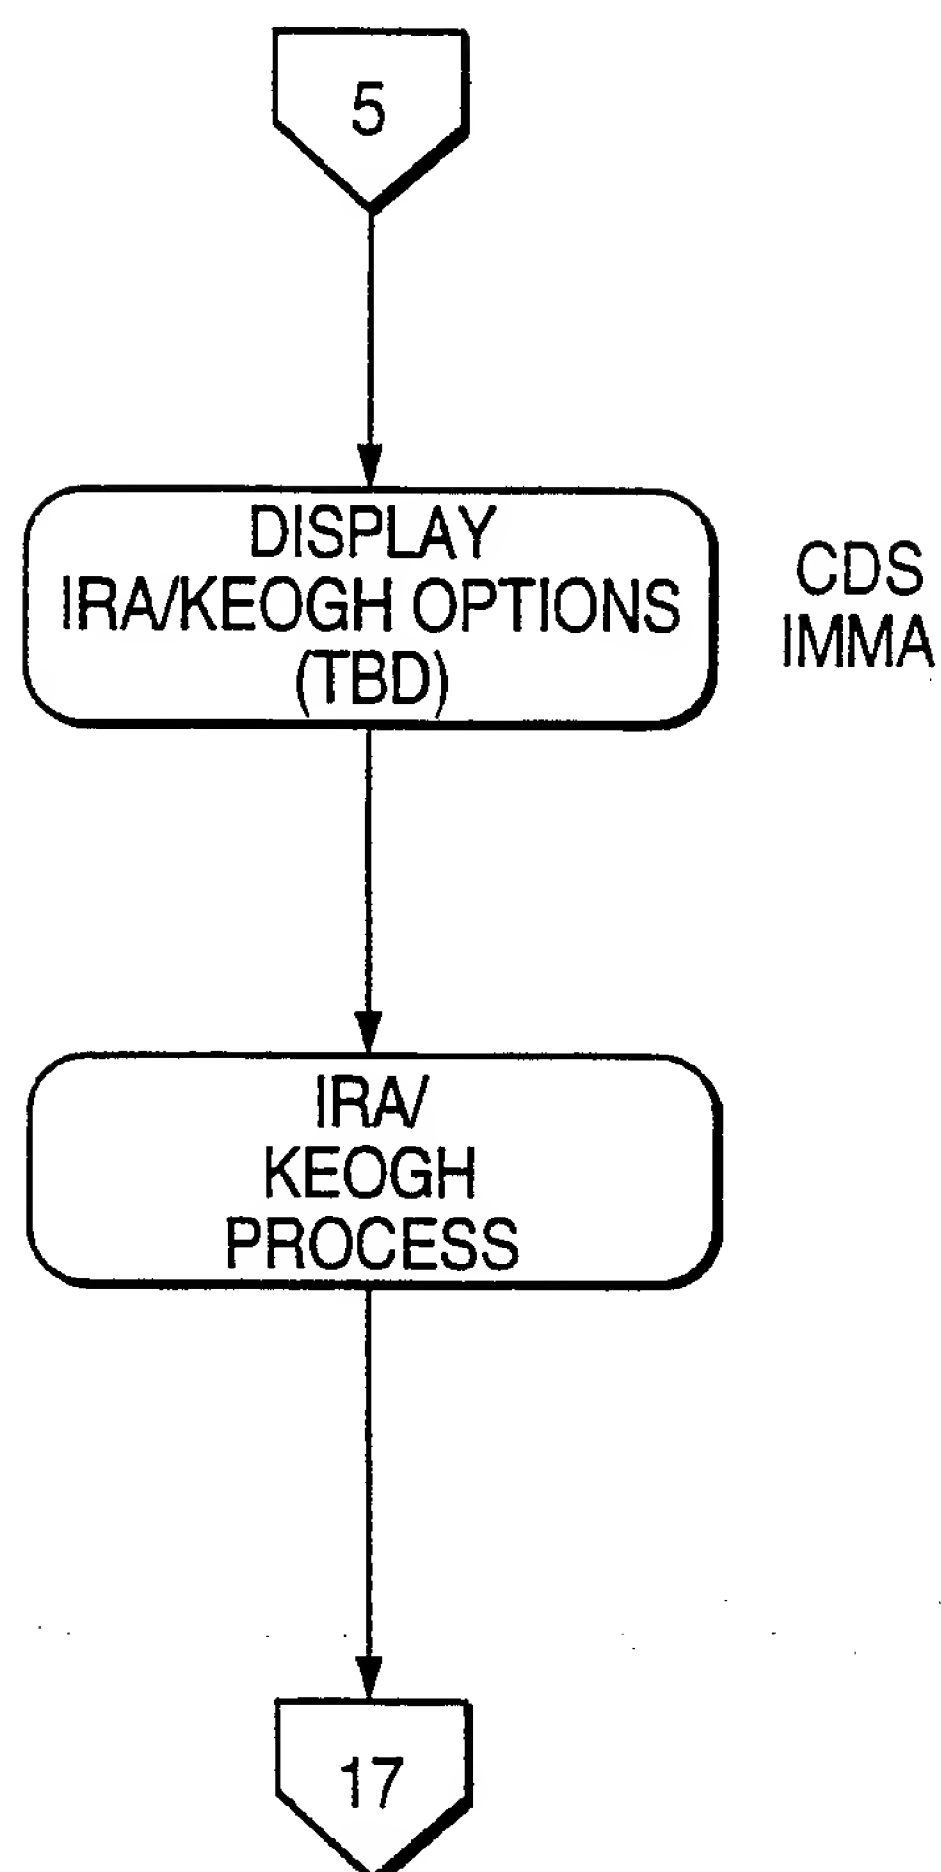 5
DISPLAY
IRA/KEOGH OPTIONS
(TBD)
CDS
IMMA
IRA/
KEOGH
PROCESS
17